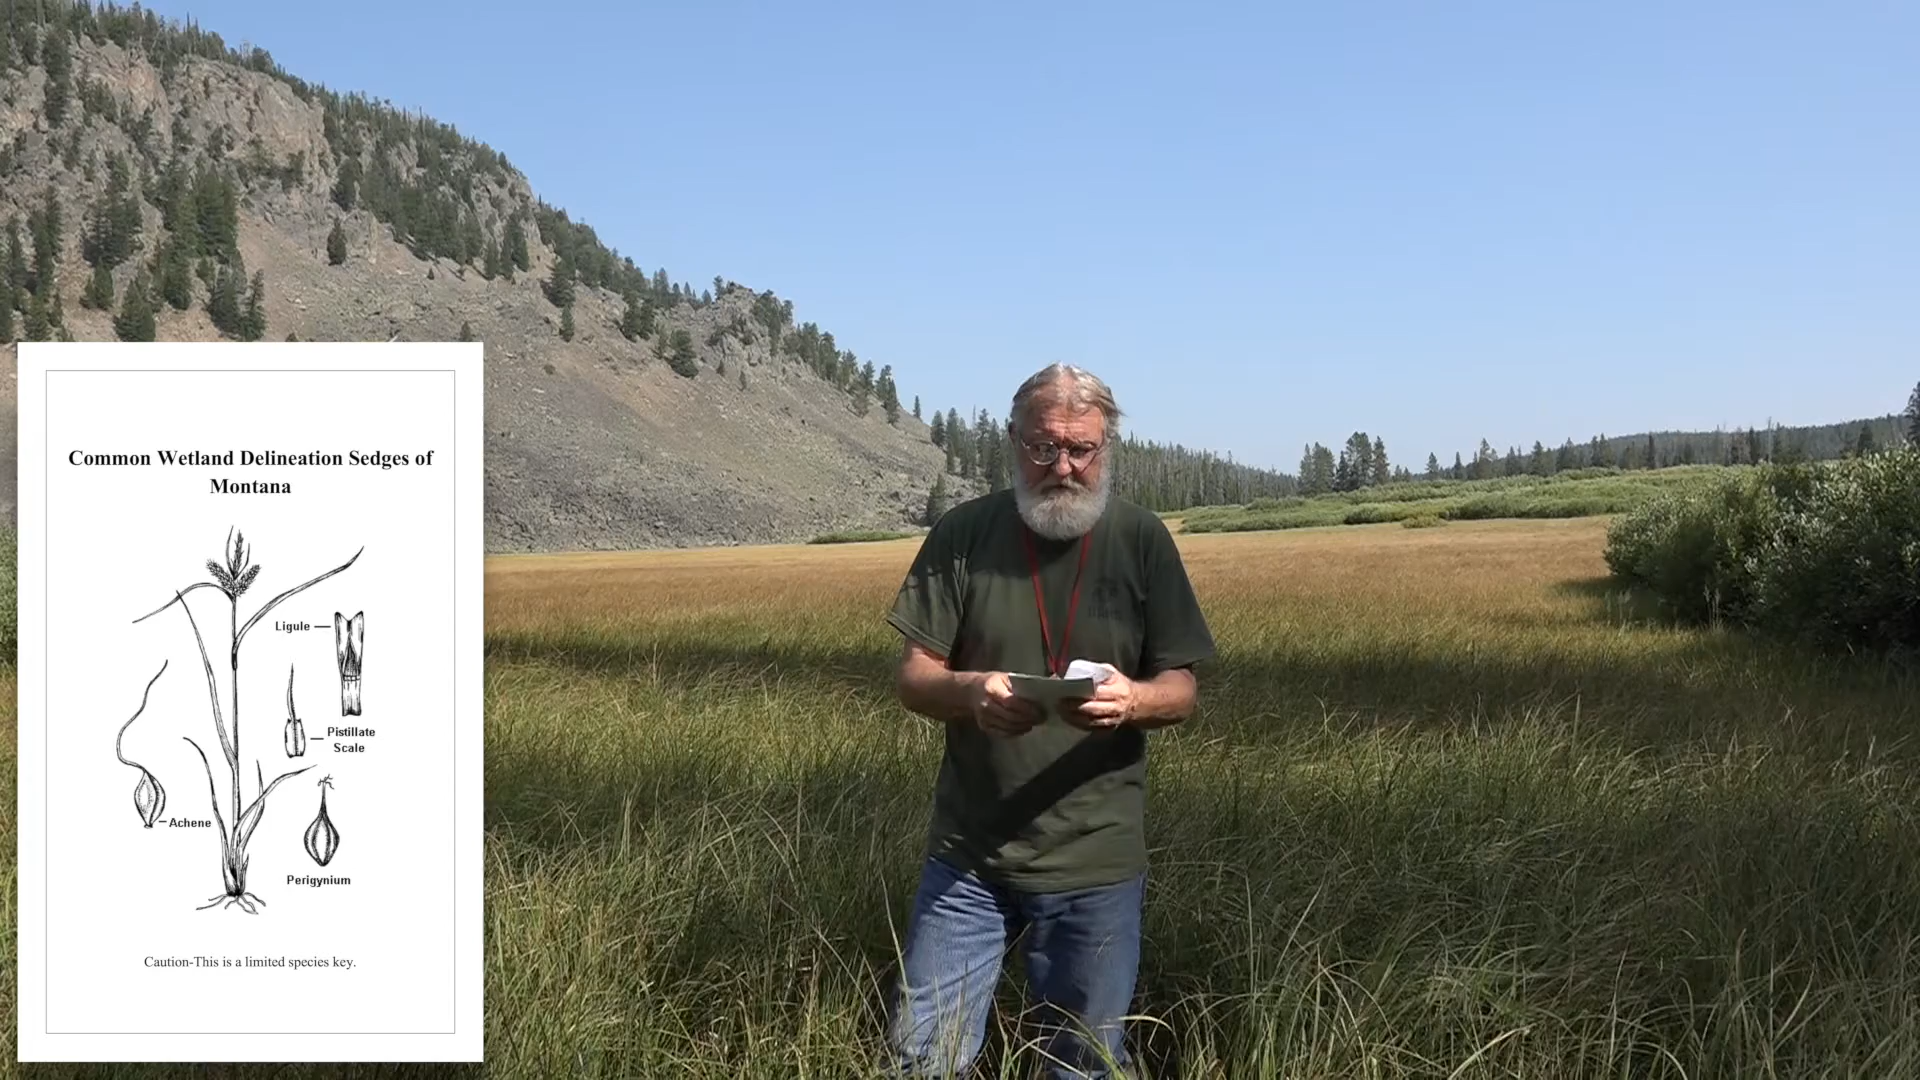 Common Wetland Delineation Sedges of
Montana
Ligule
Pistillate
Scale
Achene
Perigynium
Caution-This is a limited species key.